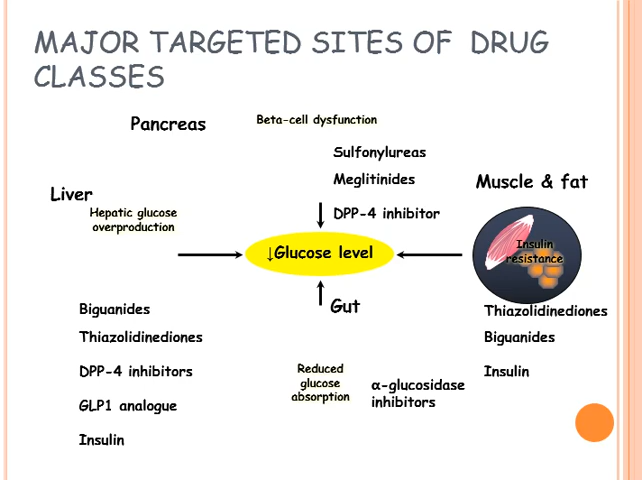 MAJOR TARGETED SITES OF DRUG
CLASSES
Pancreas
Beta-cell dysfunction
Sulfonylureas
Meglitinides
DPP-4 inhibitor
Liver
Hepatic glucose
overproduction
Muscle & fat
Insulin
resistance
↓Glucose level
Gut
Biguanides
Thiazolidinediones
DPP-4 inhibitors
GLP1 analogue
Insulin
Reduced
glucose
absorption
α-glucosidase
inhibitors
Thiazolidinediones
Biguanides
Insulin